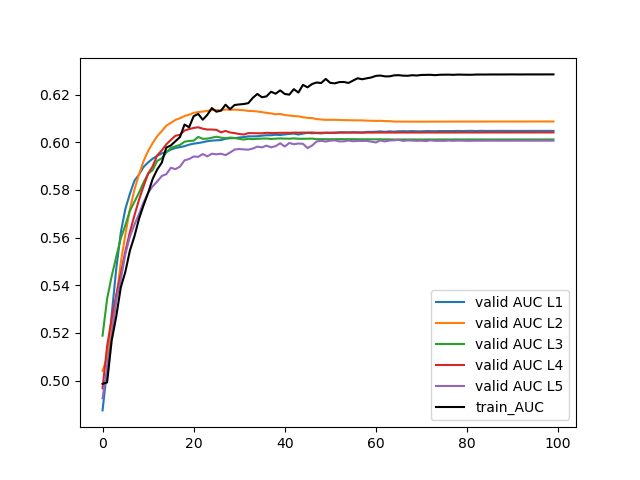 0.62
0.60
0.58
0.56
0.54
0.52
0.50
0 20 40 60 80 100
valid AUC L1
valid AUC L2
valid AUC L3
valid AUC L4
valid AUC L5
train_AUC